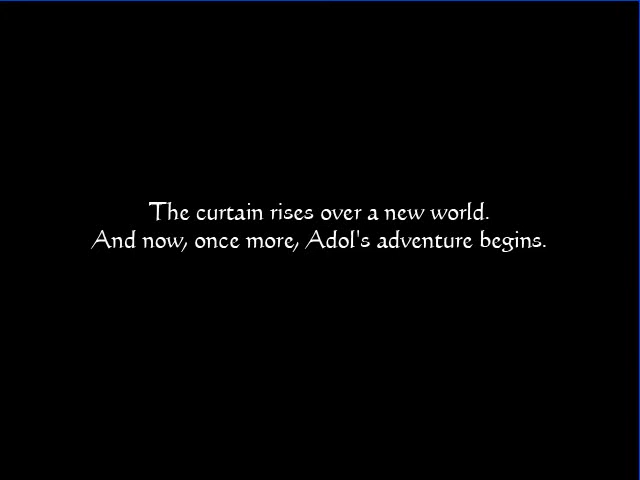 The curtain rises over a new world.
And now, once more, Adol's adventure begins.